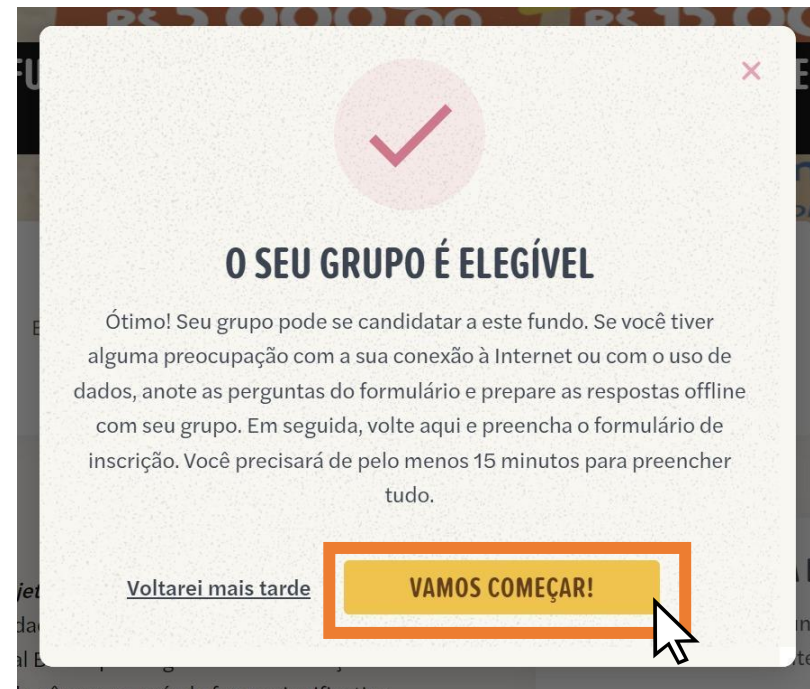 R$ 5.000,00
O SEU GRUPO É ELEGÍVEL
Ótimo! Seu grupo pode se candidatar a este fundo. Se você tiver
alguma preocupação com a sua conexão à Internet ou com o uso de
dados, anote as perguntas do formulário e prepare as respostas offline
com seu grupo. Em seguida, volte aqui e preencha o formulário de
inscrição. Você precisará de pelo menos 15 minutos para preencher
tudo.
Voltarei mais tarde
VAMOS COMEÇAR!